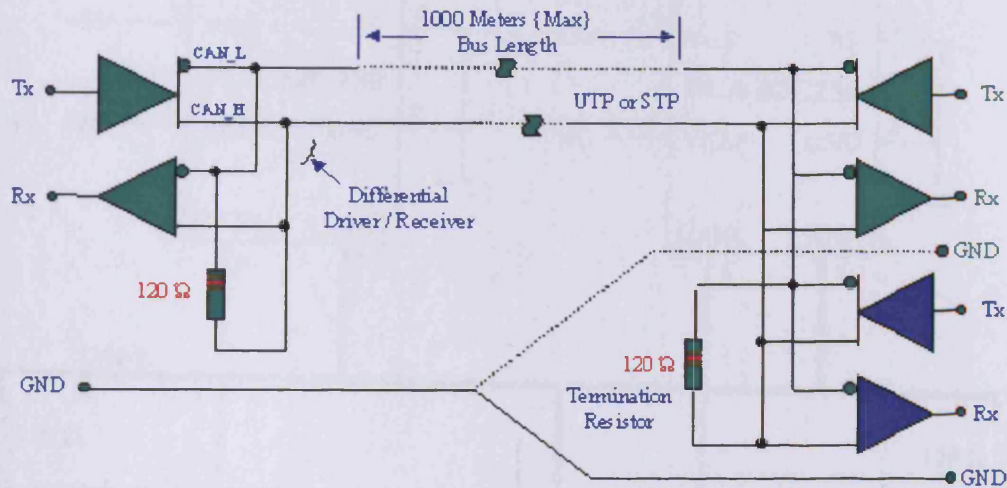 1000 Meters {Max}
Bus Length
CAN_L
Tx
UTP or STP
Tx
CAN_H
Rx
Differential
Driver / Receiver
Rx
GND
120 Ω
Tx
GND
120 Ω
Termination
Resistor
Rx
GND